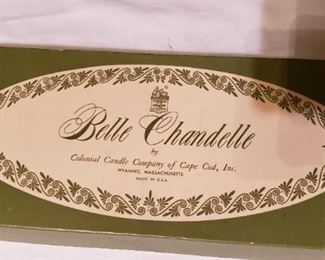 Belle Chandelle
by
Colonial Candle Company of Cape Cod, Inc.
HYANNIS, MASSACHUSETTS
MADE IN U.S.A.